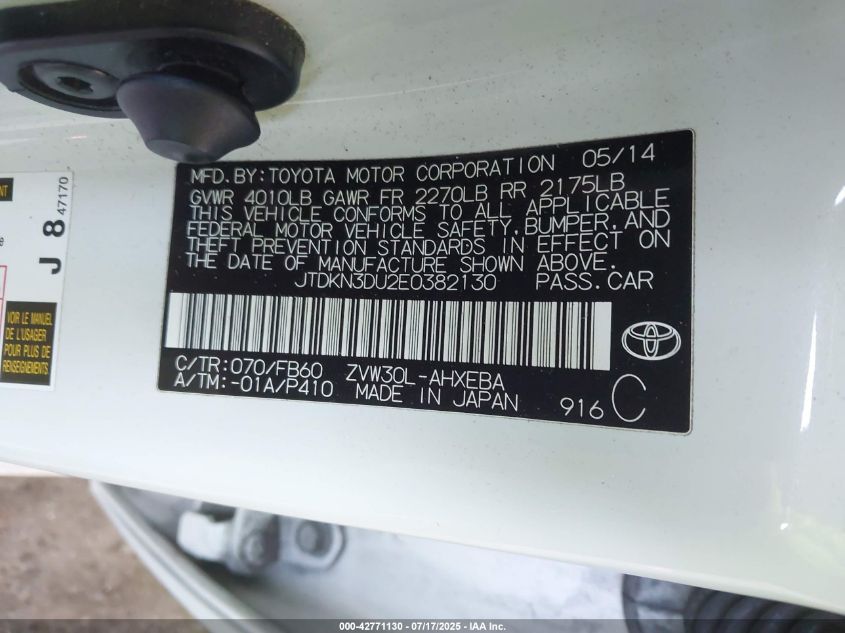 MFD.BY:TOYOTA MOTOR CORPORATION 05/14
GVWR 4010LB GAWR FR 2270LB RR 2175LB
THIS VEHICLE CONFORMS TO ALL APPLICABLE
FEDERAL MOTOR VEHICLE SAFETY,BUMPER,AND
THEFT PREVENTION STANDARDS IN EFFECT ON
THE DATE OF MANUFACTURE SHOWN ABOVE.
JTDKN3DU2E0382130 PASS.CAR
C/TR:070/FB60 ZVW30L-AHXEBA
A/TM:-01A/P410 MADE IN JAPAN
916 C
TOYOTA
J 8 47170
VOIR LE MANUEL
DE L'USAGER
POUR PLUS DE
RENSEIGNEMENTS
000-42771130 - 07/17/2025 - IAA Inc.